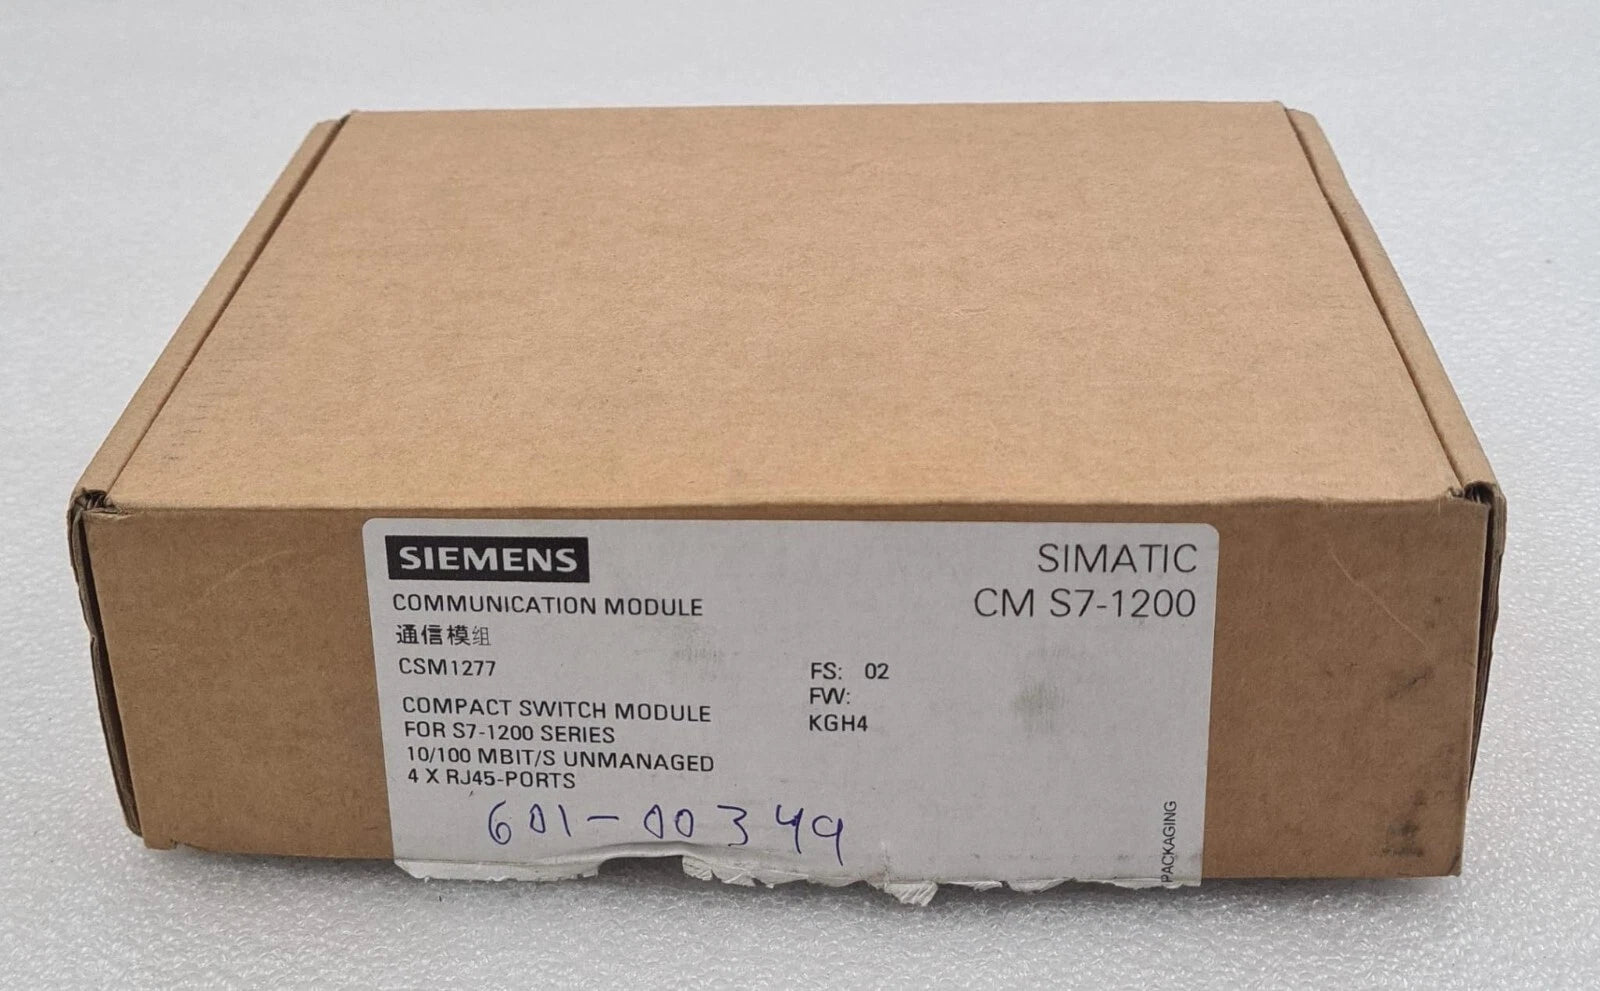 SIEMENS
SIMATIC
CM S7-1200
COMMUNICATION MODULE
通信模组
CSM1277
COMPACT SWITCH MODULE
FOR S7-1200 SERIES
10/100 MBIT/S UNMANAGED
4 X RJ45-PORTS
FS: 02
FW:
KGH4
601-00349
PACKAGING